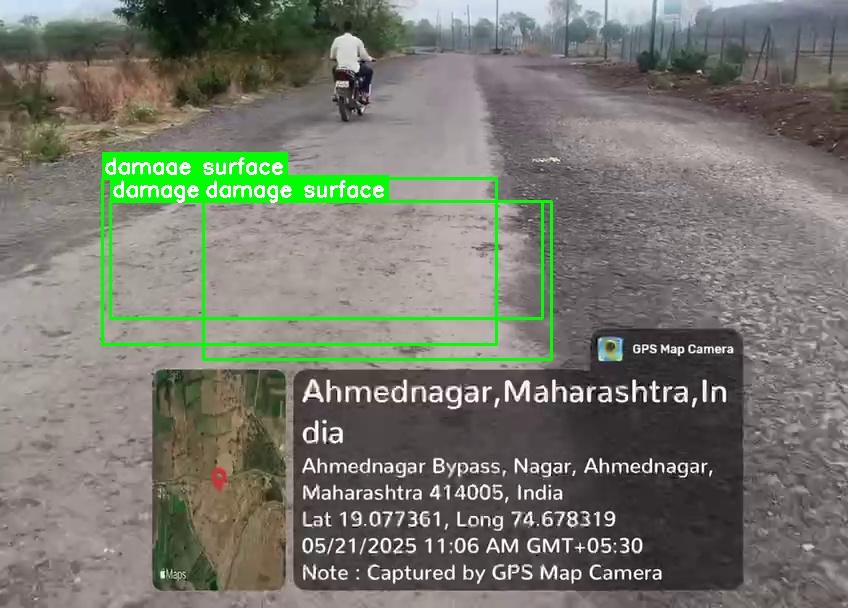 damage surface
damage damage surface
GPS Map Camera
Ahmednagar,Maharashtra,In
dia
Ahmednagar Bypass, Nagar, Ahmednagar,
Maharashtra 414005, India
Lat 19.077361, Long 74.678319
05/21/2025 11:06 AM GMT+05:30
Note : Captured by GPS Map Camera
Maps